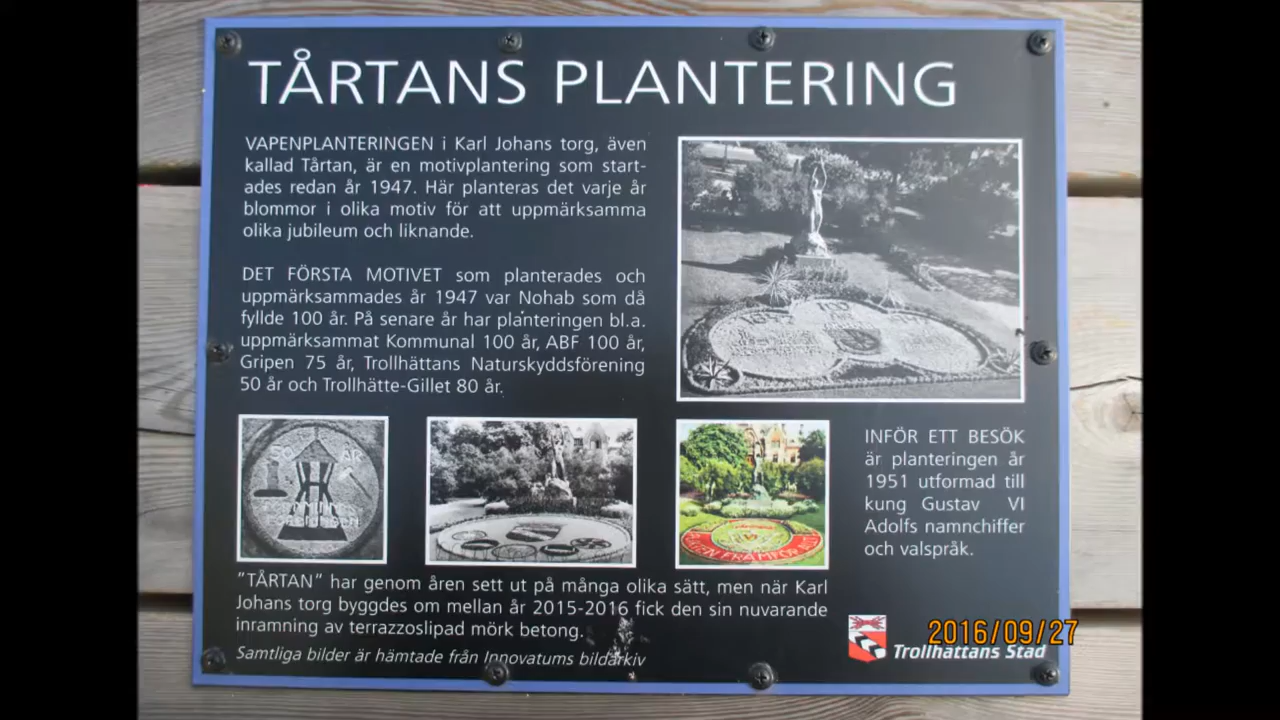 TÅRTANS PLANTERING
VAPENPLANTERINGEN i Karl Johans torg, även
kallad Tårtan, är en motivplantering som start-
ades redan år 1947. Här planteras det varje år
blommor i olika motiv för att uppmärksamma
olika jubileum och liknande.
DET FÖRSTA MOTIVET som planterades och
uppmärksammades år 1947 var Nohab som då
fyllde 100 år. På senare år har planteringen bl.a.
uppmärksammat Kommunal 100 år, ABF 100 år,
Gripen 75 år, Trollhättans Naturskyddsförening
50 år och Trollhätte-Gillet 80 år.
50 ÅR
INFÖR ETT BESÖK
är planteringen år
1951 utformad till
kung Gustav VI
Adolfs namnchiffer
och valspråk.
"TÅRTAN" har genom åren sett ut på många olika sätt, men när Karl
Johans torg byggdes om mellan år 2015-2016 fick den sin nuvarande
inramning av terrazzoslipad mörk betong.
Samtliga bilder är hämtade från Innovatums bildarkiv
Trollhättans Stad
2016/09/27